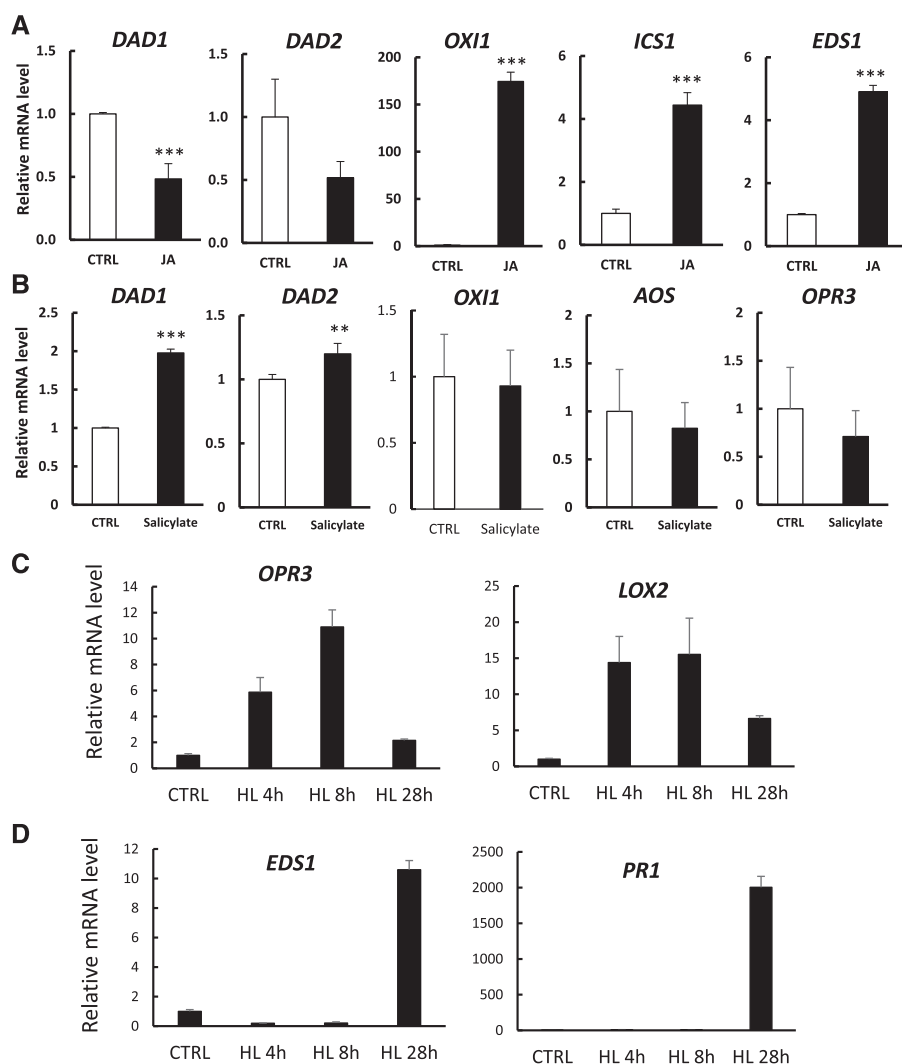 A
DAD1 DAD2 OXI1 ICS1 EDS1
Relative mRNA level
1.5 1.0 0.5 0.0
***
CTRL JA
1.5 1.0 0.5 0.0
CTRL JA
200 150 100 50 0
***
CTRL JA
6 4 2 0
***
CTRL JA
6 4 2 0
***
CTRL JA
B
DAD1 DAD2 OXI1 AOS OPR3
Relative mRNA level
2.5 2 1.5 1 0.5 0
***
CTRL Salicylate
1.5 1 0.5 0
**
CTRL Salicylate
1.5 1 0.5 0
CTRL Salicylate
2 1.5 1 0.5 0
CTRL Salicylate
2 1.5 1 0.5 0
CTRL Salicylate
C
OPR3
Relative mRNA level
14 12 10 8 6 4 2 0
CTRL HL 4h HL 8h HL 28h
LOX2
25 20 15 10 5 0
CTRL HL 4h HL 8h HL 28h
D
EDS1
Relative mRNA level
12 10 8 6 4 2 0
CTRL HL 4h HL 8h HL 28h
PR1
2500 2000 1500 1000 500 0
CTRL HL 4h HL 8h HL 28h